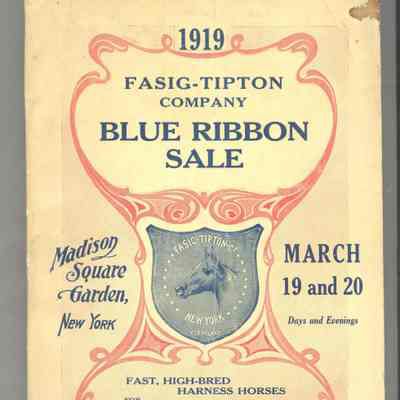 1919
FASIG-TIPTON
COMPANY
BLUE RIBBON
SALE
Madison
Square
Garden,
New York
FASIG-TIPTON-CO.
NEW YORK
MARCH
19 and 20
Days and Evenings
FAST, HIGH-BRED
HARNESS HORSES